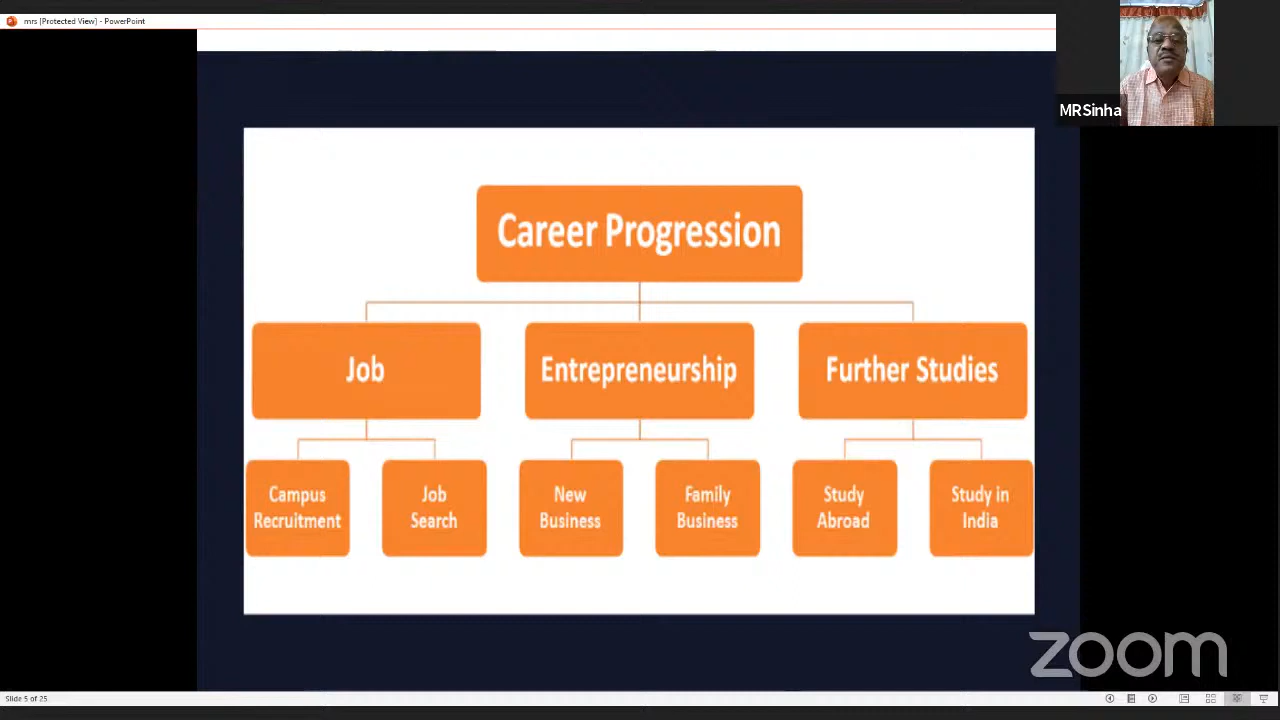 mrs [Protected View] - PowerPoint
MRSinha
Career Progression
Job
Entrepreneurship
Further Studies
Campus
Recruitment
Job
Search
New
Business
Family
Business
Study
Abroad
Study in
India
zoom
Slide 5 of 25